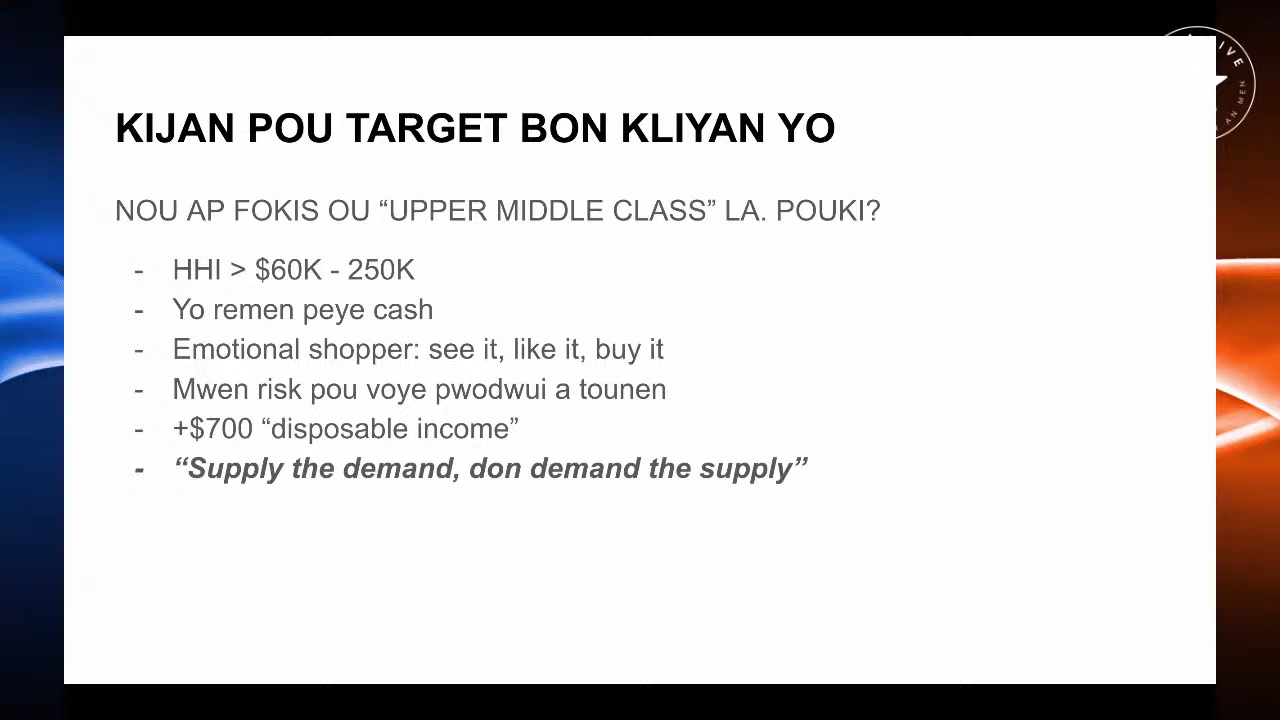 KIJAN POU TARGET BON KLIYAN YO
NOU AP FOKIS OU “UPPER MIDDLE CLASS” LA. POUKI?
- HHI > $60K - 250K
- Yo remen peye cash
- Emotional shopper: see it, like it, buy it
- Mwen risk pou voye pwodwui a tounen
- +$700 “disposable income”
- “Supply the demand, don demand the supply”